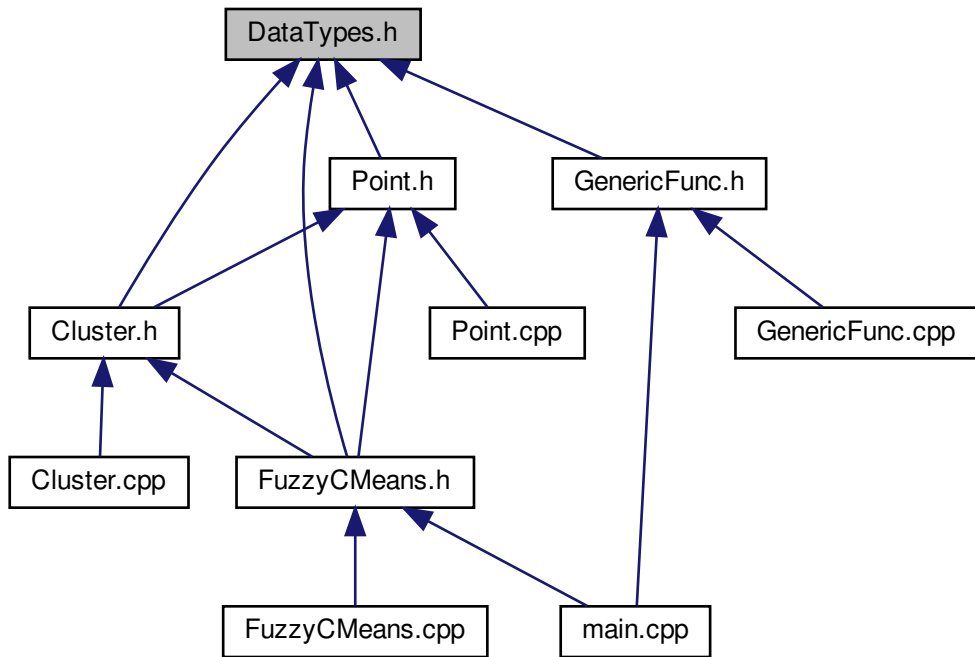 DataTypes.h
Point.h
GenericFunc.h
Cluster.h
Point.cpp
GenericFunc.cpp
Cluster.cpp
FuzzyCMeans.h
FuzzyCMeans.cpp
main.cpp